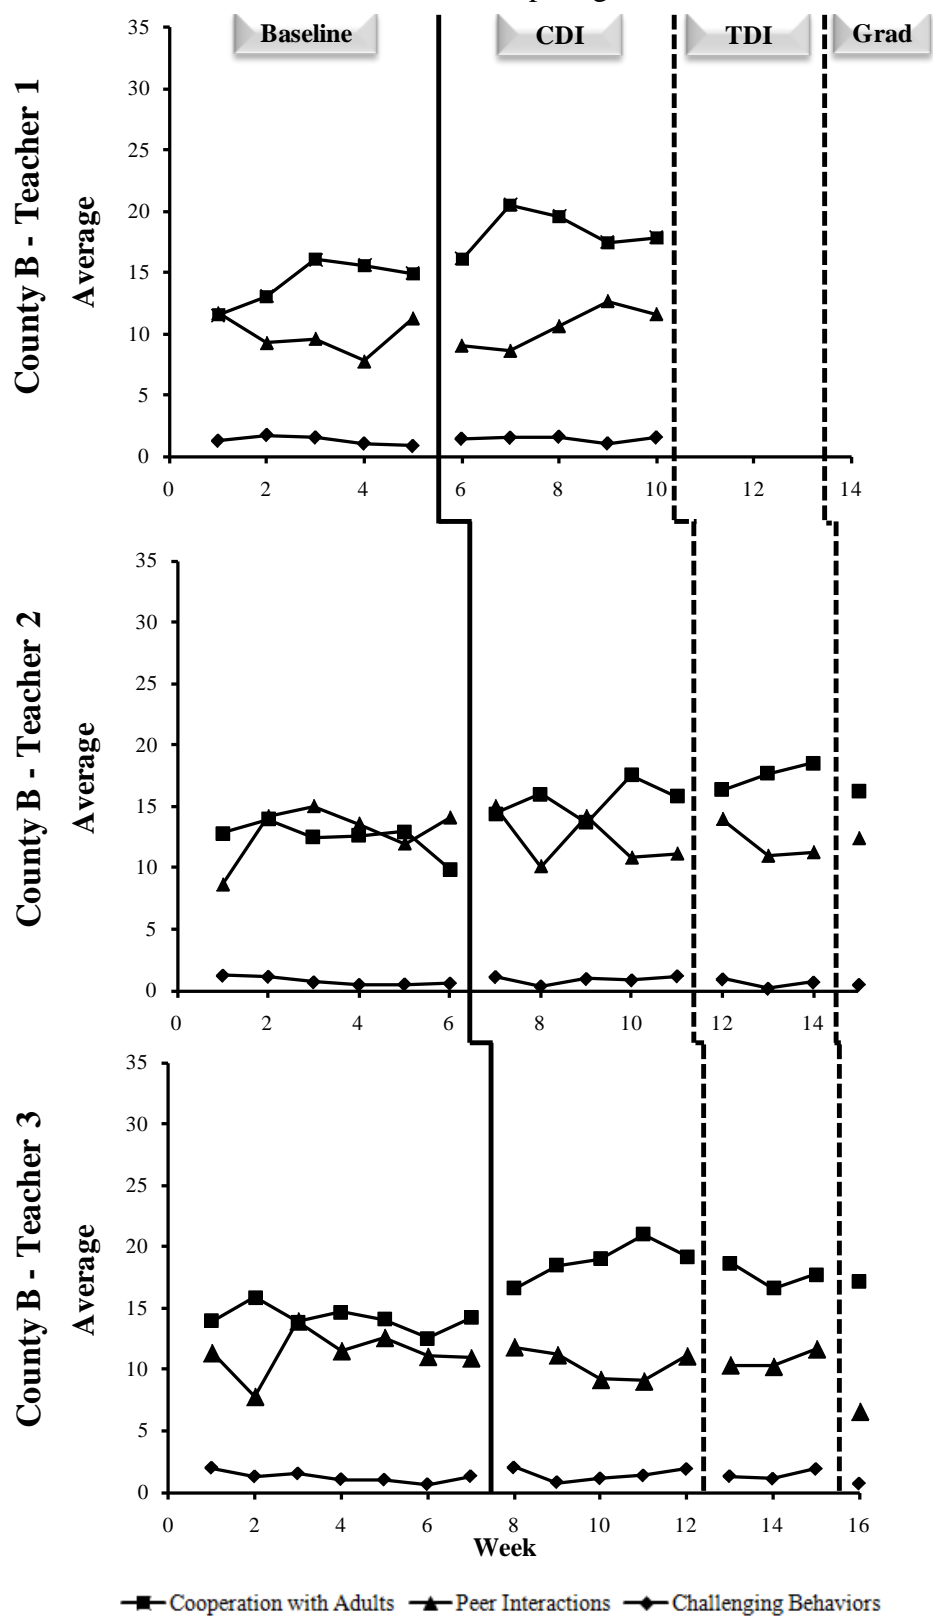 Baseline CDI TDI Grad
County B - Teacher 1
Average
35
30
25
20
15
10
5
0
0 2 4 6 8 10 12 14
County B - Teacher 2
Average
35
30
25
20
15
10
5
0
0 2 4 6 8 10 12 14
County B - Teacher 3
Average
35
30
25
20
15
10
5
0
0 2 4 6 8 10 12 14 16
Week
Cooperation with Adults Peer Interactions Challenging Behaviors